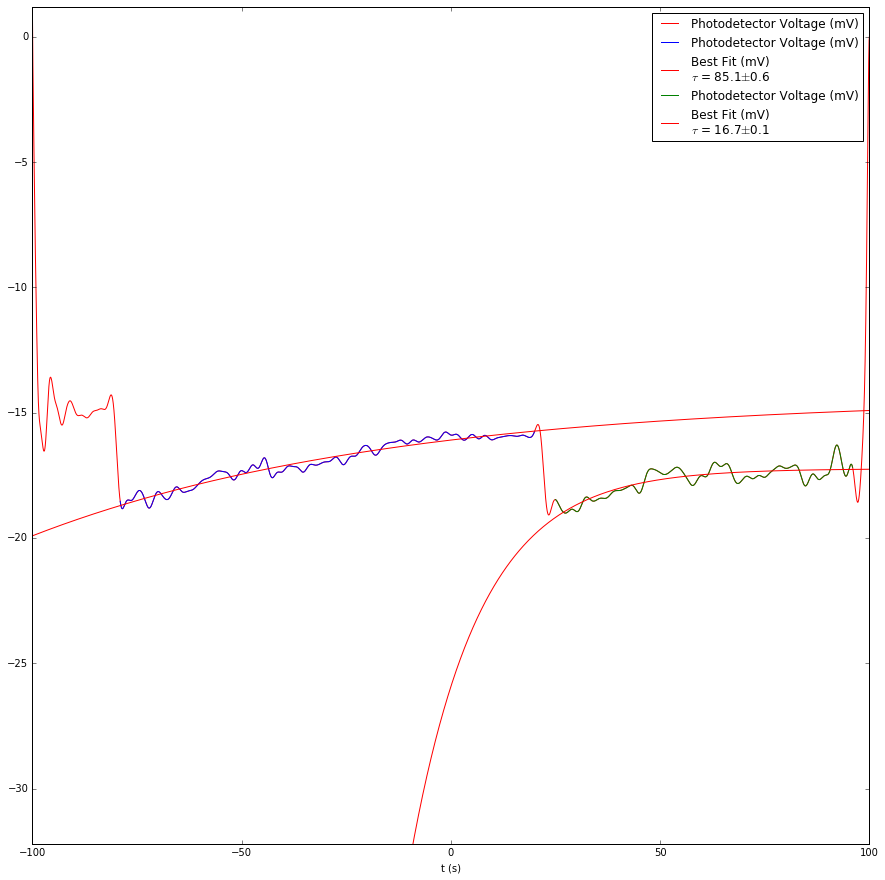 Photodetector Voltage (mV)
Photodetector Voltage (mV)
Best Fit (mV)
τ = 85.1±0.6
Photodetector Voltage (mV)
Best Fit (mV)
τ = 16.7±0.1
0
−5
−10
−15
−20
−25
−30
−100
−50
0
50
100
t (s)